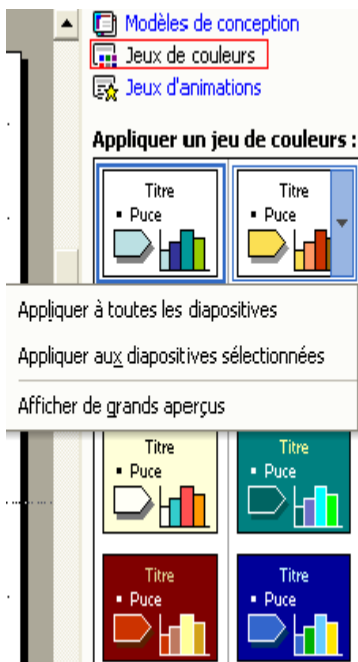 Modèles de conception
Jeux de couleurs
Jeux d'animations
Appliquer un jeu de couleurs :
Titre
▪ Puce
Titre
▪ Puce
Appliquer à toutes les diapositives
Appliquer aux diapositives sélectionnées
Afficher de grands aperçus
Titre
▪ Puce
Titre
▪ Puce
Titre
▪ Puce
Titre
▪ Puce